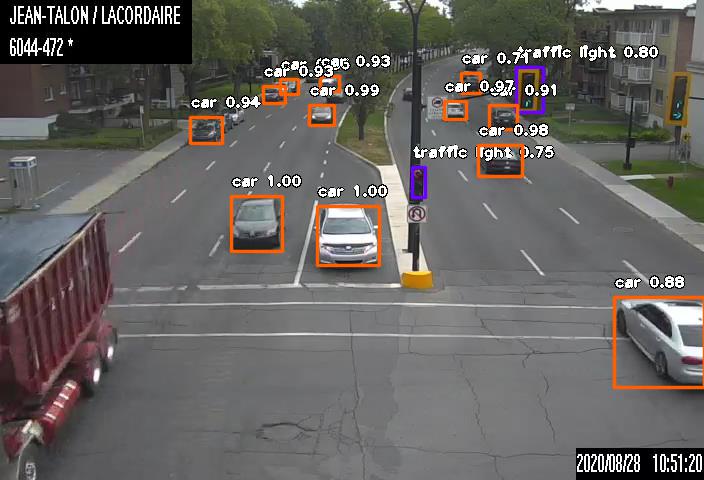 JEAN-TALON / LACORDAIRE
6044-472 *
car 0.93
car 0.71
traffic light 0.80
car 0.93
car 0.97
0.91
car 0.94
car 0.99
car 0.98
traffic light 0.75
car 1.00
car 1.00
car 0.88
2020/08/28 10:51:20